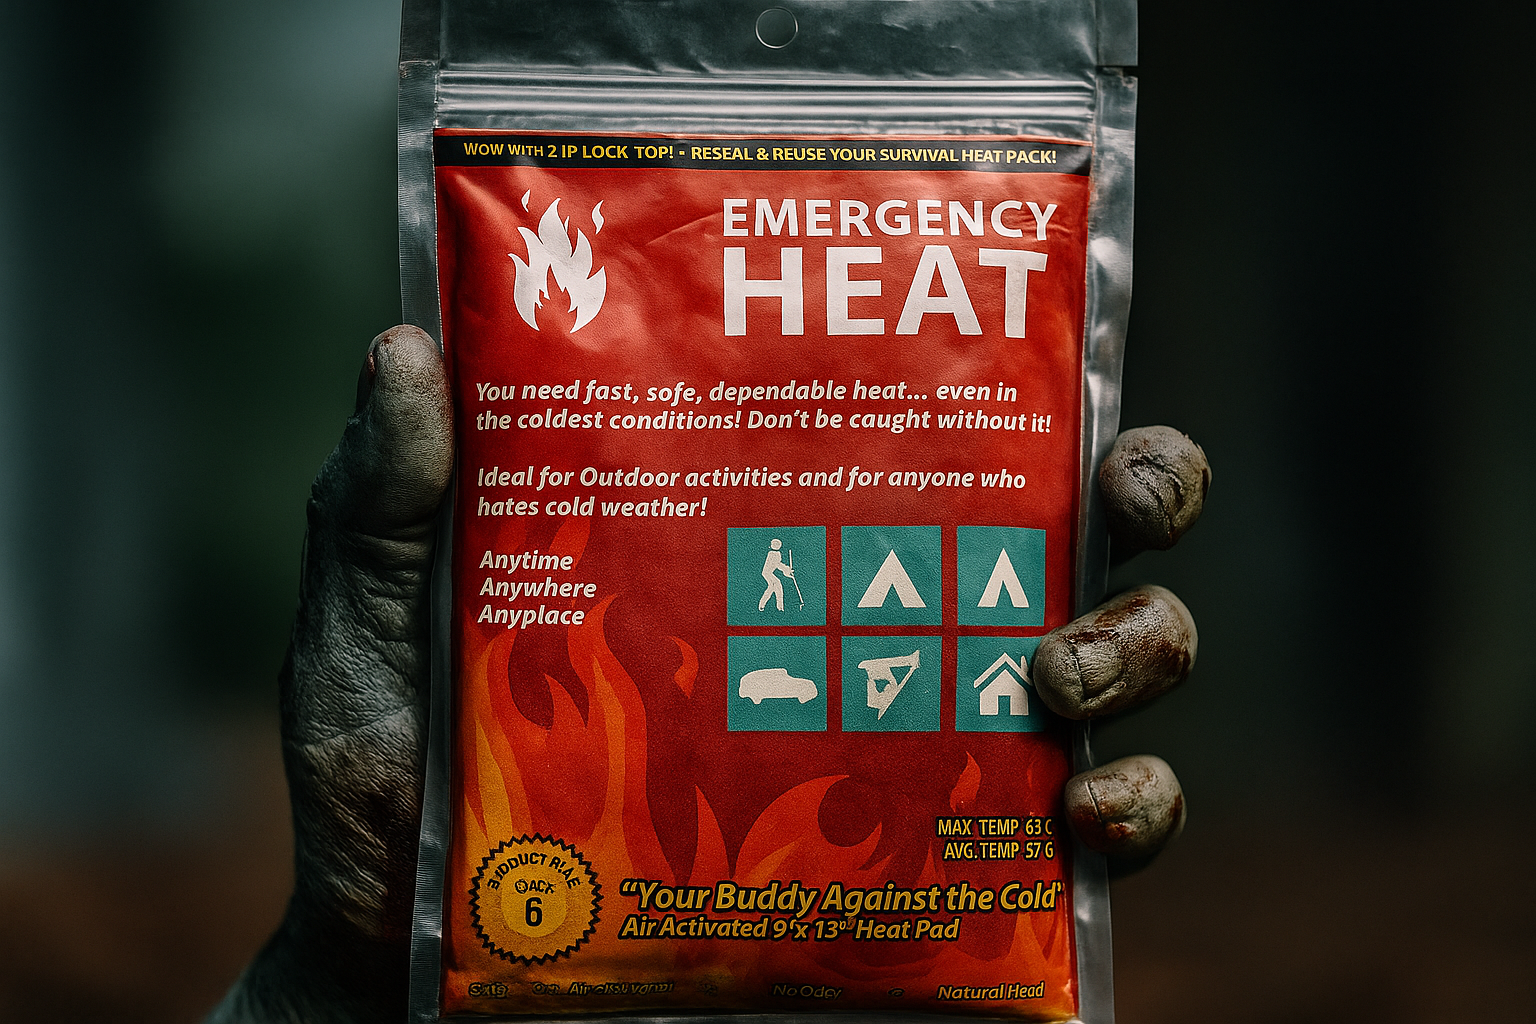 WOW WITH 2 IP LOCK TOP! - RESEAL & REUSE YOUR SURVIVAL HEAT PACK!
EMERGENCY
HEAT
You need fast, sofe, dependable heat... even in
the coldest conditions! Don't be caught without it!
Ideal for Outdoor activities and for anyone who
hates cold weather!
Anytime
Anywhere
Anyplace
MAX TEMP 63 C
AVG. TEMP 57 G
6
"Your Buddy Against the Cold"
Air Activated 9"x 13" Heat Pad
No Natural Head